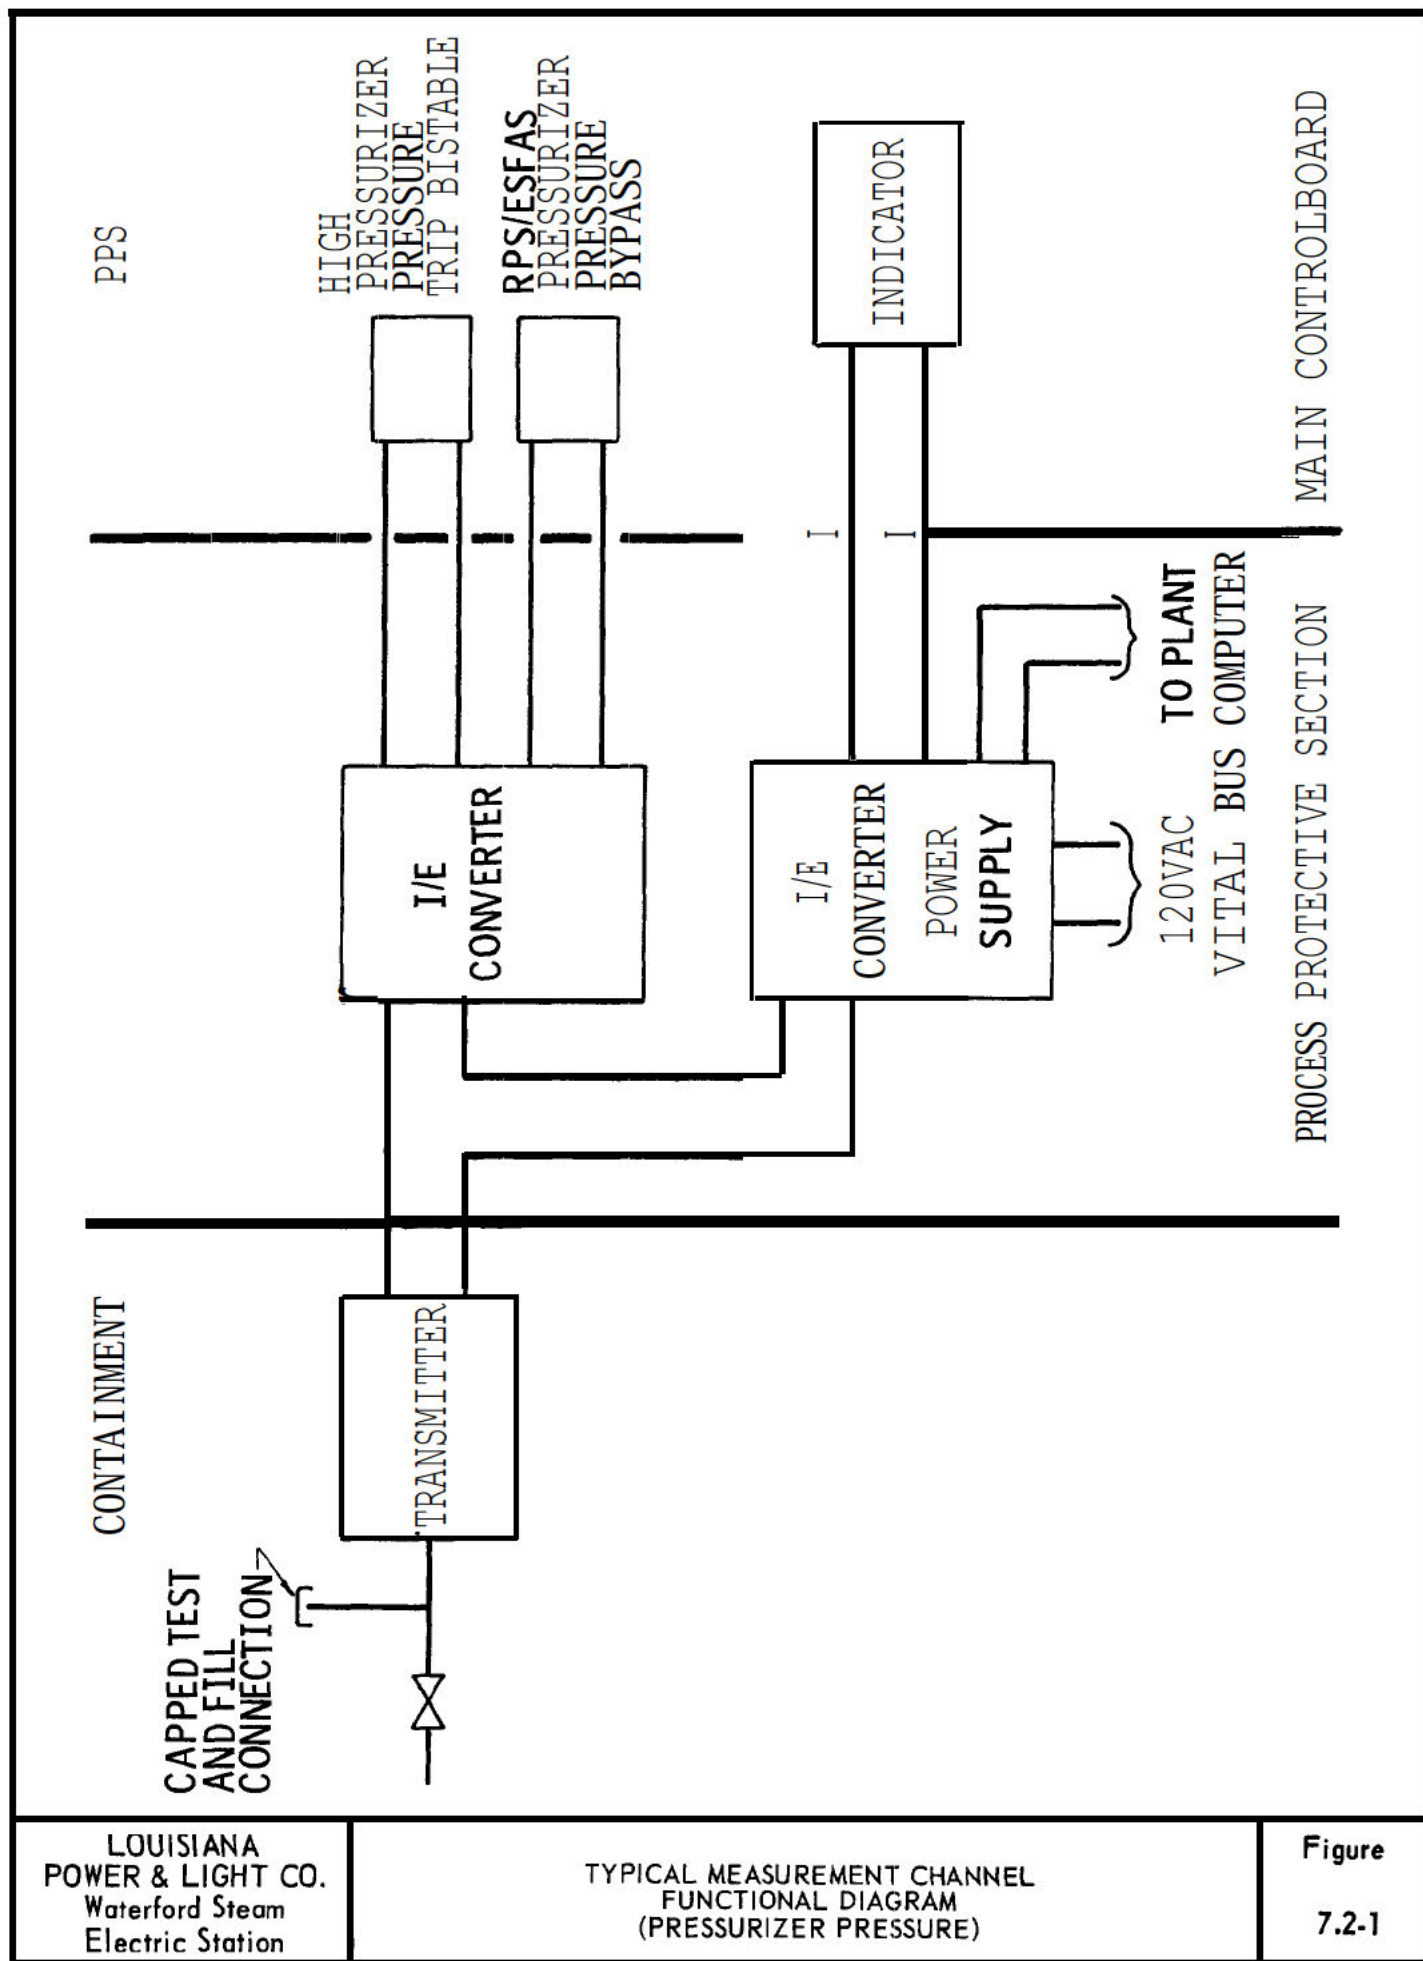 PPS
HIGH
PRESSURIZER
PRESSURE
TRIP BISTABLE
RPS/ESFAS
PRESSURIZER
PRESSURE
BYPASS
INDICATOR
MAIN CONTROLBOARD
I
I
I/E
CONVERTER
I/E
CONVERTER
POWER
SUPPLY
TO PLANT
120VAC
VITAL BUS COMPUTER
PROCESS PROTECTIVE SECTION
CONTAINMENT
TRANSMITTER
CAPPED TEST
AND FILL
CONNECTION
LOUISIANA
POWER & LIGHT CO.
Waterford Steam
Electric Station
TYPICAL MEASUREMENT CHANNEL
FUNCTIONAL DIAGRAM
(PRESSURIZER PRESSURE)
Figure
7.2-1